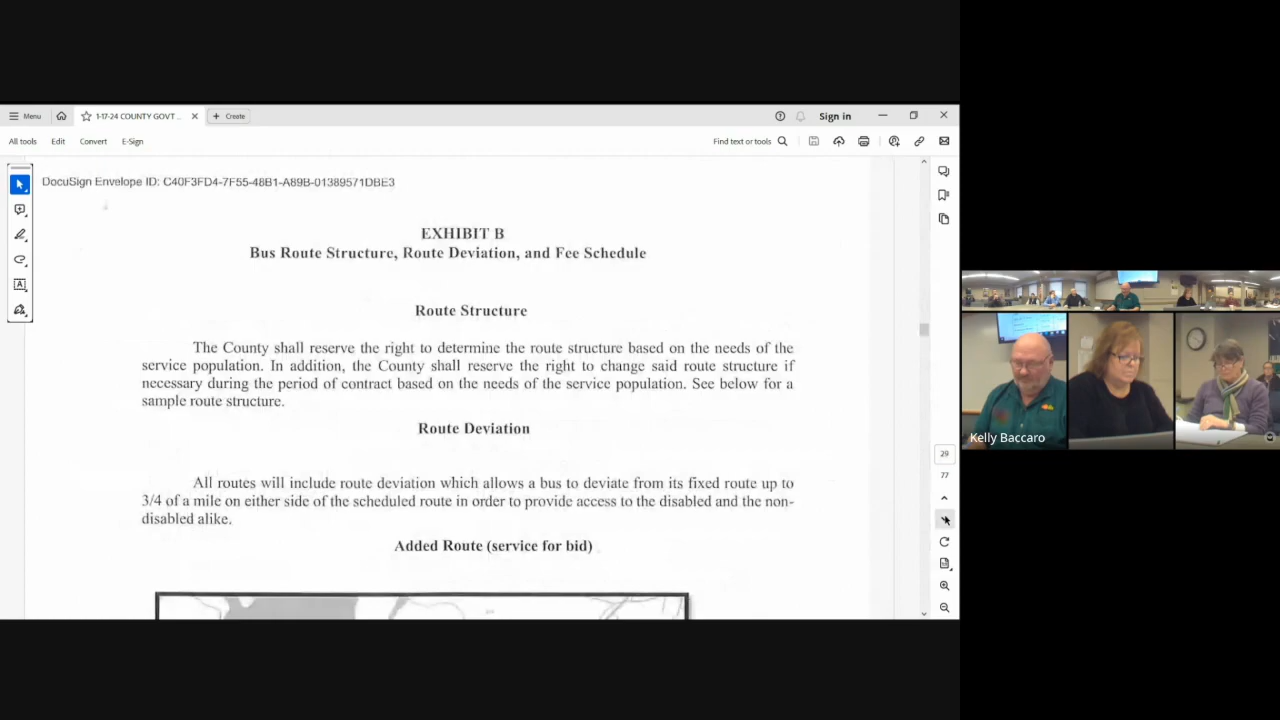 Menu
1-17-24 COUNTY GOVT ...
Create
Sign in
All tools
Edit
Convert
E-Sign
Find text or tools
DocuSign Envelope ID: C40F3FD4-7F55-48B1-A89B-01389571DBE3
EXHIBIT B
Bus Route Structure, Route Deviation, and Fee Schedule
Route Structure
The County shall reserve the right to determine the route structure based on the needs of the
service population. In addition, the County shall reserve the right to change said route structure if
necessary during the period of contract based on the needs of the service population. See below for a
sample route structure.
Route Deviation
All routes will include route deviation which allows a bus to deviate from its fixed route up to
3/4 of a mile on either side of the scheduled route in order to provide access to the disabled and the non-
disabled alike.
Added Route (service for bid)
29
77
Kelly Baccaro